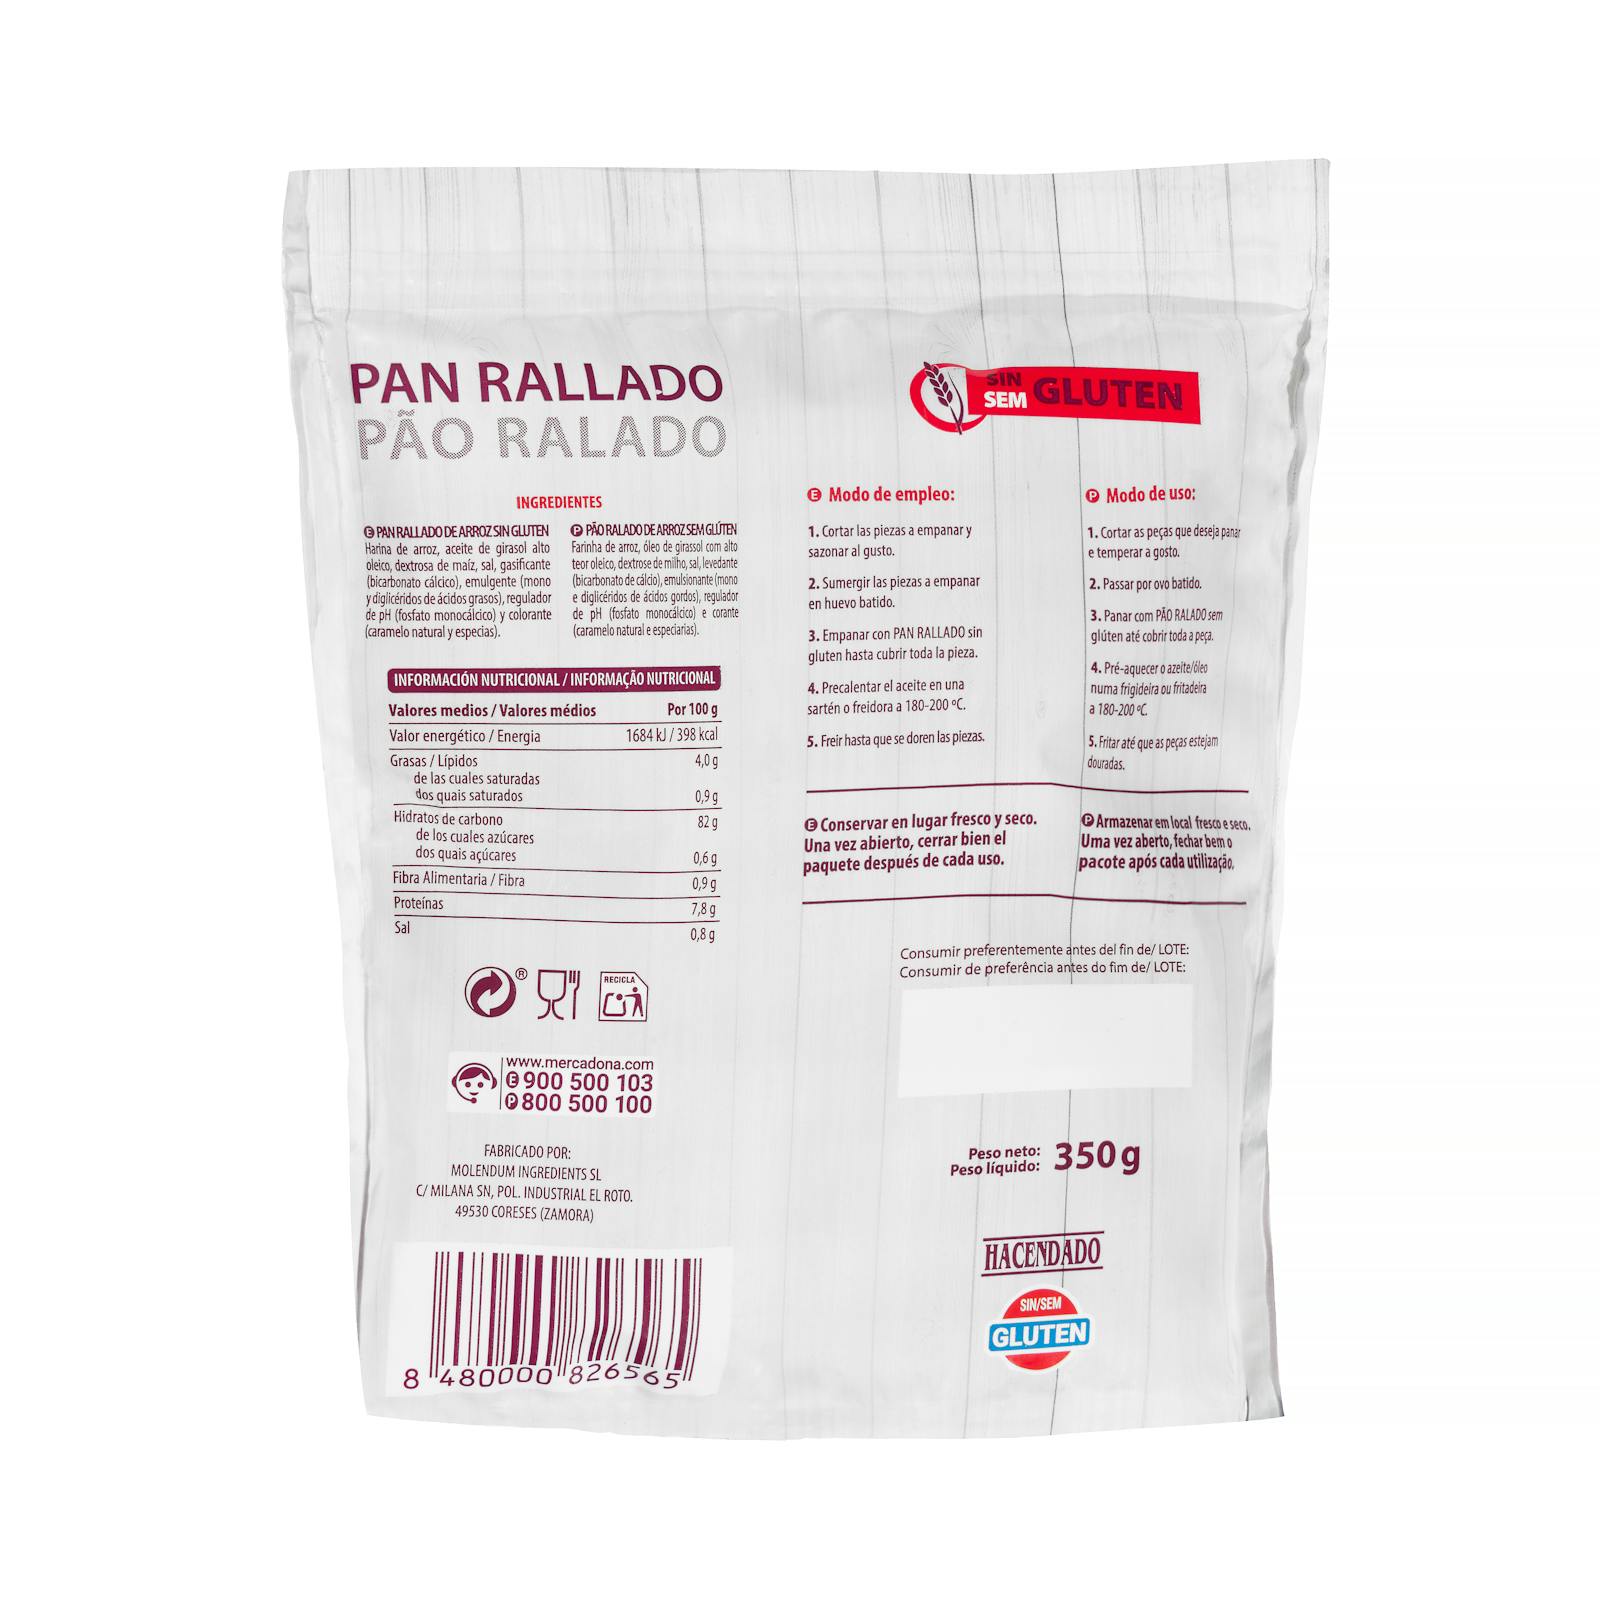 PAN RALLADO
PÃO RALADO
INGREDIENTES
E PAN RALLADO DE ARROZ SIN GLUTEN
Harina de arroz, aceite de girasol alto
oleico, dextrosa de maíz, sal, gasificante
(bicarbonato cálcico), emulgente (mono
y diglicéridos de ácidos grasos), regulador
de pH (fosfato monocálcico) y colorante
(caramelo natural y especias).
P PÃO RALADO DE ARROZ SEM GLÚTEN
Farinha de arroz, óleo de girassol com alto
teor oleico, dextrose de milho, sal, levedante
(bicarbonato de cálcio), emulsionante (mono
e diglicéridos de ácidos gordos), regulador
de pH (fosfato monocálcico) e corante
(caramelo natural e especiarias).
INFORMACIÓN NUTRICIONAL / INFORMAÇÃO NUTRICIONAL
Valores medios / Valores médios Por 100 g
Valor energético / Energia 1684 kJ / 398 kcal
Grasas / Lípidos 4,0 g
de las cuales saturadas
dos quais saturados 0,9 g
Hidratos de carbono 82 g
de los cuales azúcares
dos quais açúcares 0,6 g
Fibra Alimentaria / Fibra 0,9 g
Proteínas 7,8 g
Sal 0,8 g
®
RECICLA
www.mercadona.com
E 900 500 103
P 800 500 100
FABRICADO POR:
MOLENDUM INGREDIENTS SL
C/ MILANA SN, POL. INDUSTRIAL EL ROTO.
49530 CORESES (ZAMORA)
8 480000 826565
SIN
SEM GLUTEN
E Modo de empleo:
1. Cortar las piezas a empanar y
sazonar al gusto.
2. Sumergir las piezas a empanar
en huevo batido.
3. Empanar con PAN RALLADO sin
gluten hasta cubrir toda la pieza.
4. Precalentar el aceite en una
sartén o freidora a 180-200 ºC.
5. Freir hasta que se doren las piezas.
P Modo de uso:
1. Cortar as peças que deseja panar
e temperar a gosto.
2. Passar por ovo batido.
3. Panar com PÃO RALADO sem
glúten até cobrir toda a peça.
4. Pré-aquecer o azeite/óleo
numa frigideira ou fritadeira
a 180-200 ºC.
5. Fritar até que as peças estejam
douradas.
E Conservar en lugar fresco y seco.
Una vez abierto, cerrar bien el
paquete después de cada uso.
P Armazenar em local fresco e seco.
Uma vez aberto, fechar bem o
pacote após cada utilização.
Consumir preferentemente antes del fin de/ LOTE:
Consumir de preferência antes do fim de/ LOTE:
Peso neto:
Peso líquido: 350 g
HACENDADO
SIN/SEM
GLUTEN